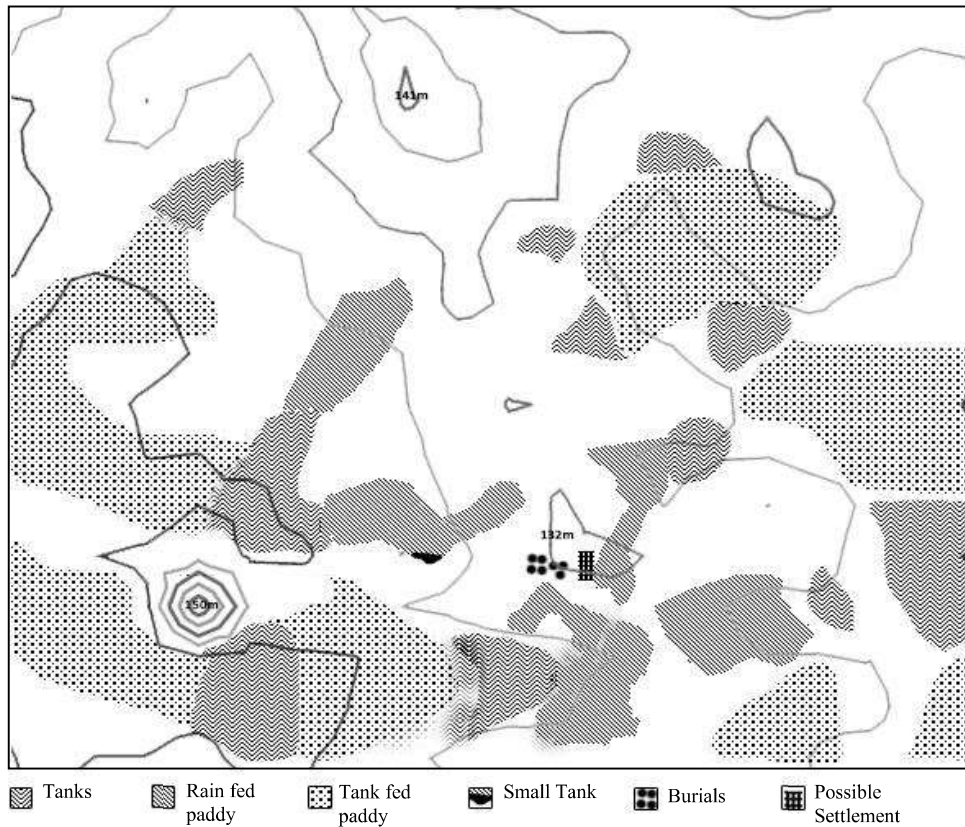 141m
132m
150m
Tanks
Rain fed
paddy
Tank fed
paddy
Small Tank
Burials
Possible
Settlement